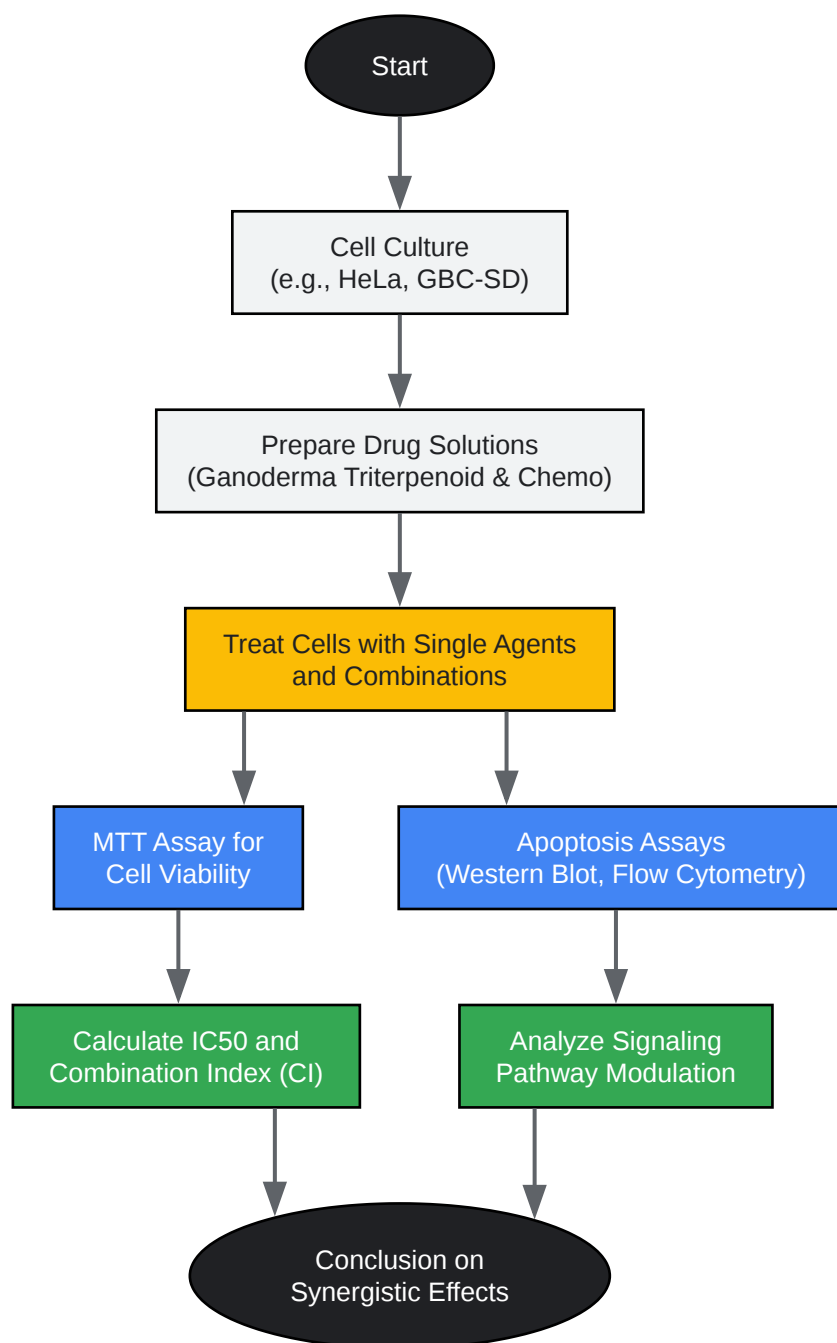 Start
Cell Culture
(e.g., HeLa, GBC-SD)
Prepare Drug Solutions
(Ganoderma Triterpenoid & Chemo)
Treat Cells with Single Agents
and Combinations
MTT Assay for
Cell Viability
Apoptosis Assays
(Western Blot, Flow Cytometry)
Calculate IC50 and
Combination Index (CI)
Analyze Signaling
Pathway Modulation
Conclusion on
Synergistic Effects